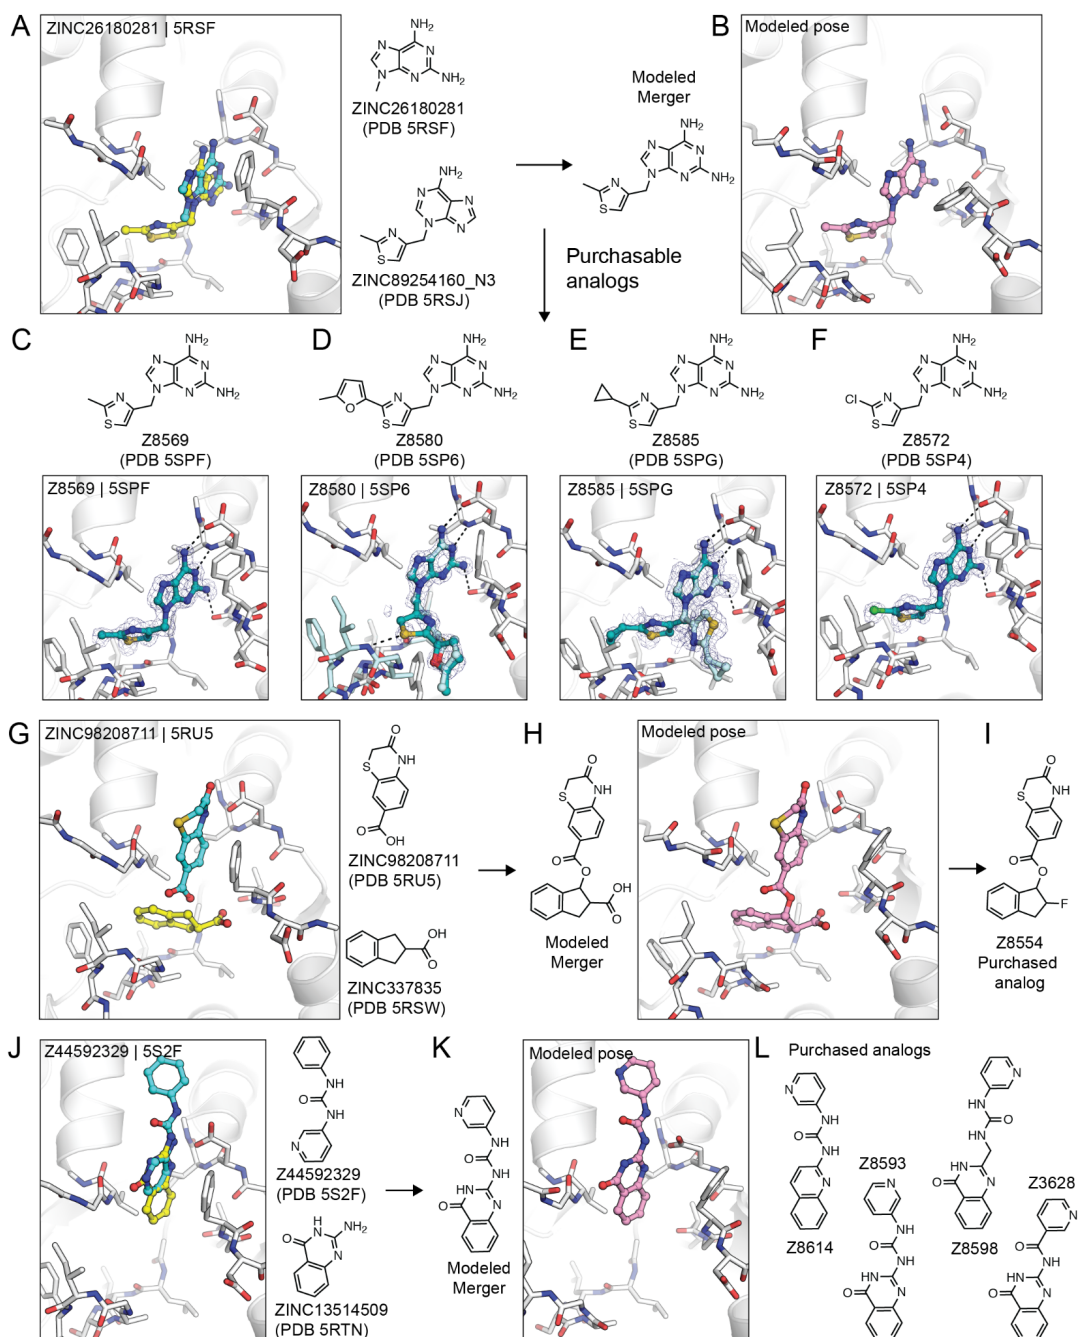 A
ZINC26180281 | 5RSF
NH2
N
N
N
N
NH2
ZINC26180281
(PDB 5RSF)
NH2
N
N
N
N
N
S
ZINC89254160_N3
(PDB 5RSJ)
Modeled
Merger
NH2
N
N
N
N
NH2
N
S
Purchasable
analogs
B
Modeled pose
C
NH2
N
N
N
N
NH2
N
S
Z8569
(PDB 5SPF)
Z8569 | 5SPF
D
NH2
N
N
N
N
NH2
O
N
S
Z8580
(PDB 5SP6)
Z8580 | 5SP6
E
NH2
N
N
N
N
NH2
N
S
Z8585
(PDB 5SPG)
Z8585 | 5SPG
F
NH2
N
N
N
N
NH2
Cl
N
S
Z8572
(PDB 5SP4)
Z8572 | 5SP4
G
ZINC98208711 | 5RU5
O
NH
S
O
OH
ZINC98208711
(PDB 5RU5)
OH
O
ZINC337835
(PDB 5RSW)
H
O
NH
S
O
O
OH
O
Modeled
Merger
Modeled pose
I
O
NH
S
O
O
F
Z8554
Purchased
analog
J
Z44592329 | 5S2F
NH
O
NH
N
Z44592329
(PDB 5S2F)
H
N
NH2
O
N
ZINC13514509
(PDB 5RTN)
K
N
NH
O
NH
HN
N
O
Modeled
Merger
Modeled pose
L
Purchased analogs
N
NH
O
NH
N
Z8614
Z8593
N
NH
O
NH
HN
N
O
N
NH
O
NH
HN
N
O
Z8598
Z3628
N
O
NH
HN
N
O